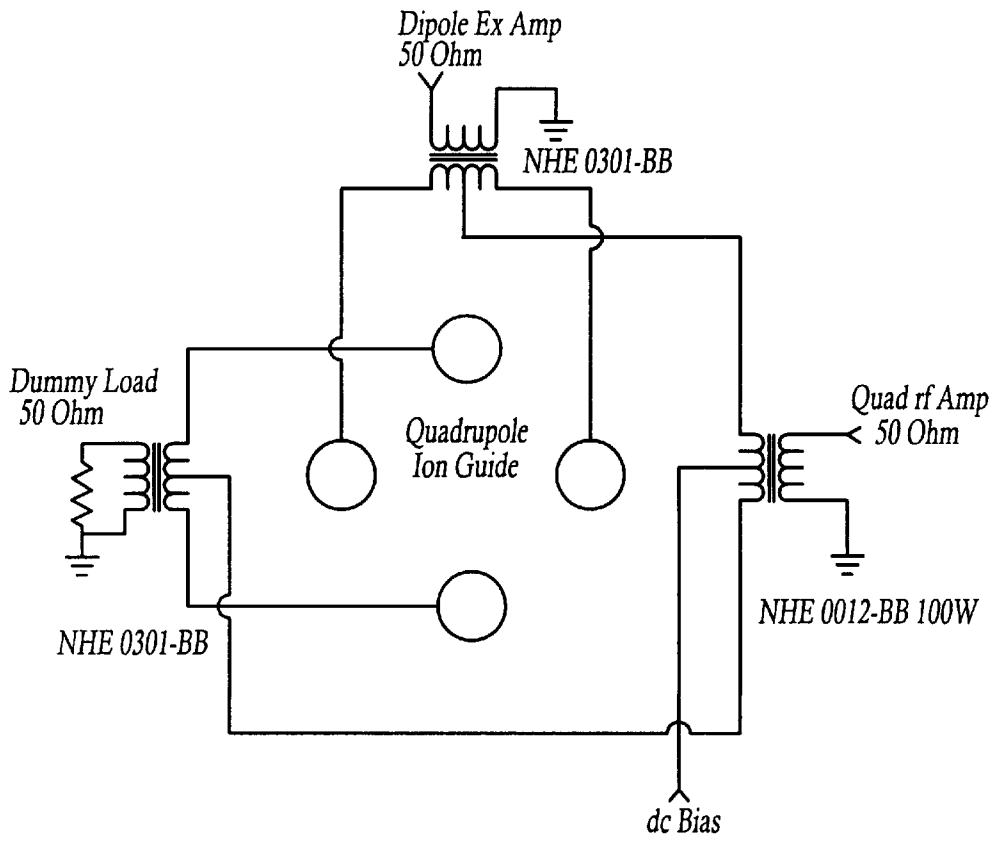 Dipole Ex Amp
50 Ohm
NHE 0301-BB
Dummy Load
50 Ohm
Quadrupole
Ion Guide
Quad rf Amp
50 Ohm
NHE 0012-BB 100W
NHE 0301-BB
dc Bias